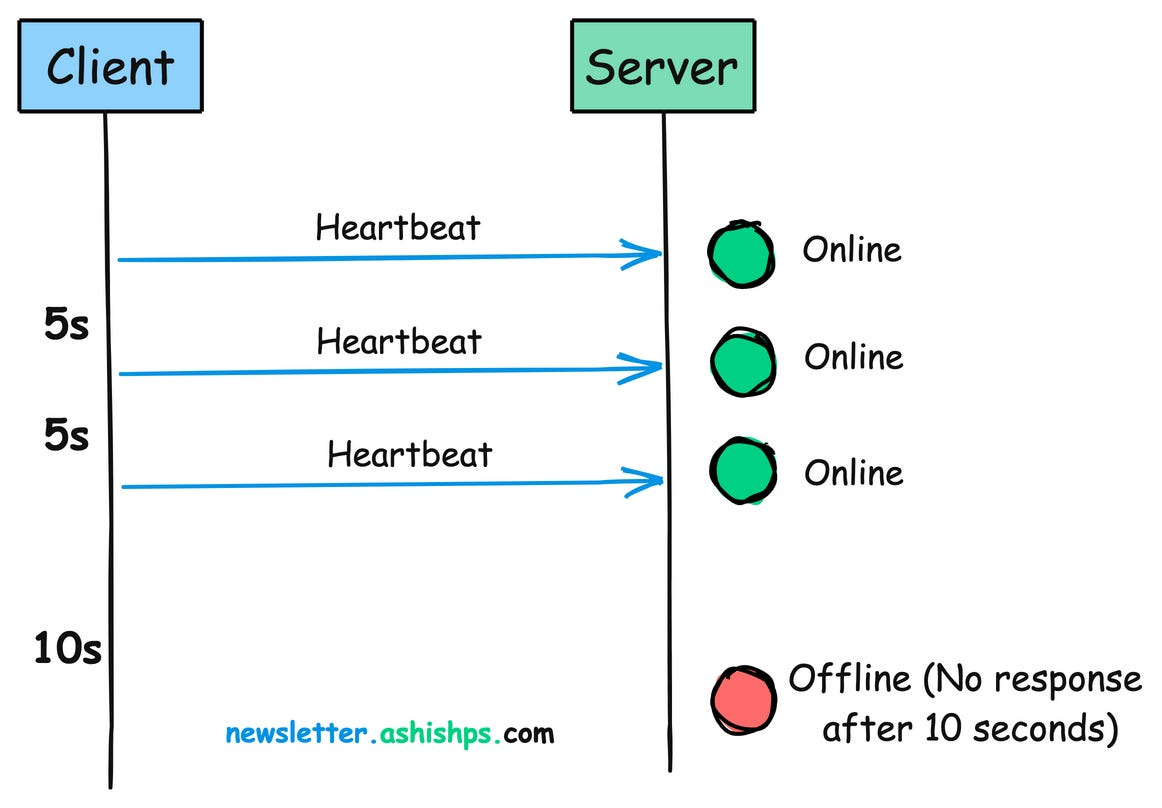 Client
Server
Heartbeat
Online
5s
Heartbeat
Online
5s
Heartbeat
Online
10s
Offline (No response
after 10 seconds)
newsletter.ashishps.com